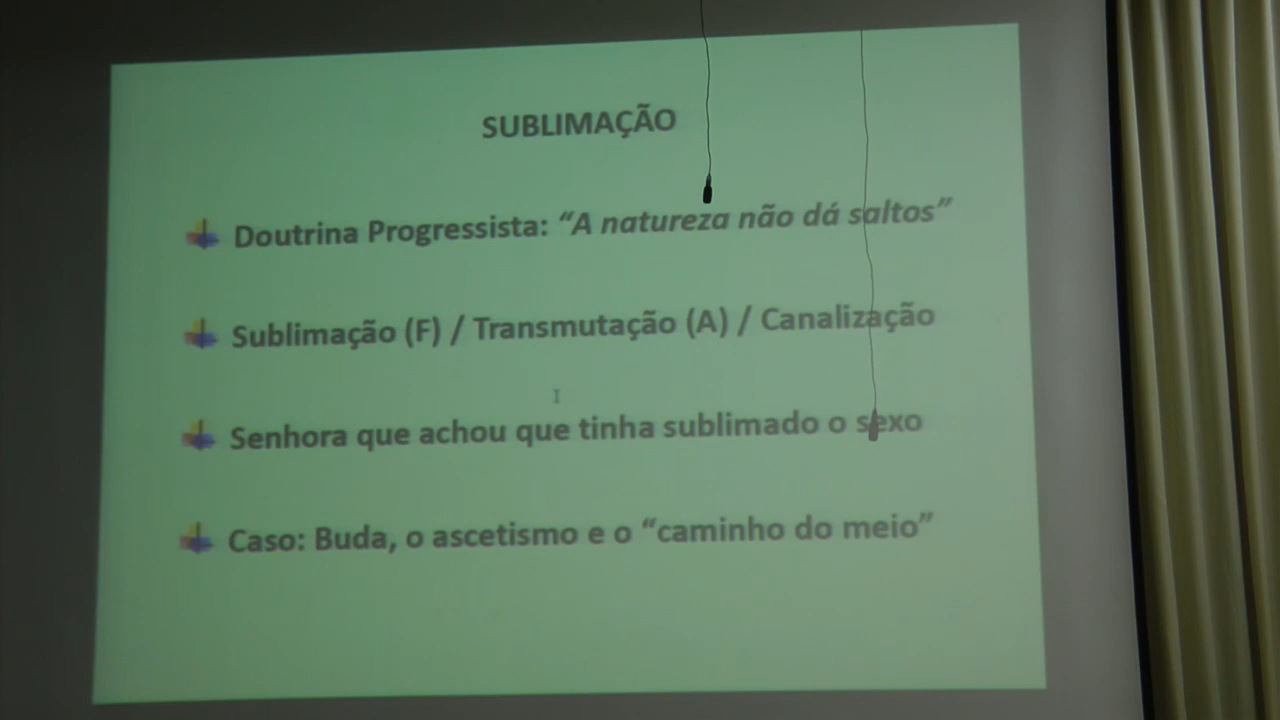 SUBLIMAÇÃO
Doutrina Progressista: “A natureza não dá saltos”
Sublimação (F) / Transmutação (A) / Canalização
Senhora que achou que tinha sublimado o sexo
Caso: Buda, o ascetismo e o “caminho do meio”